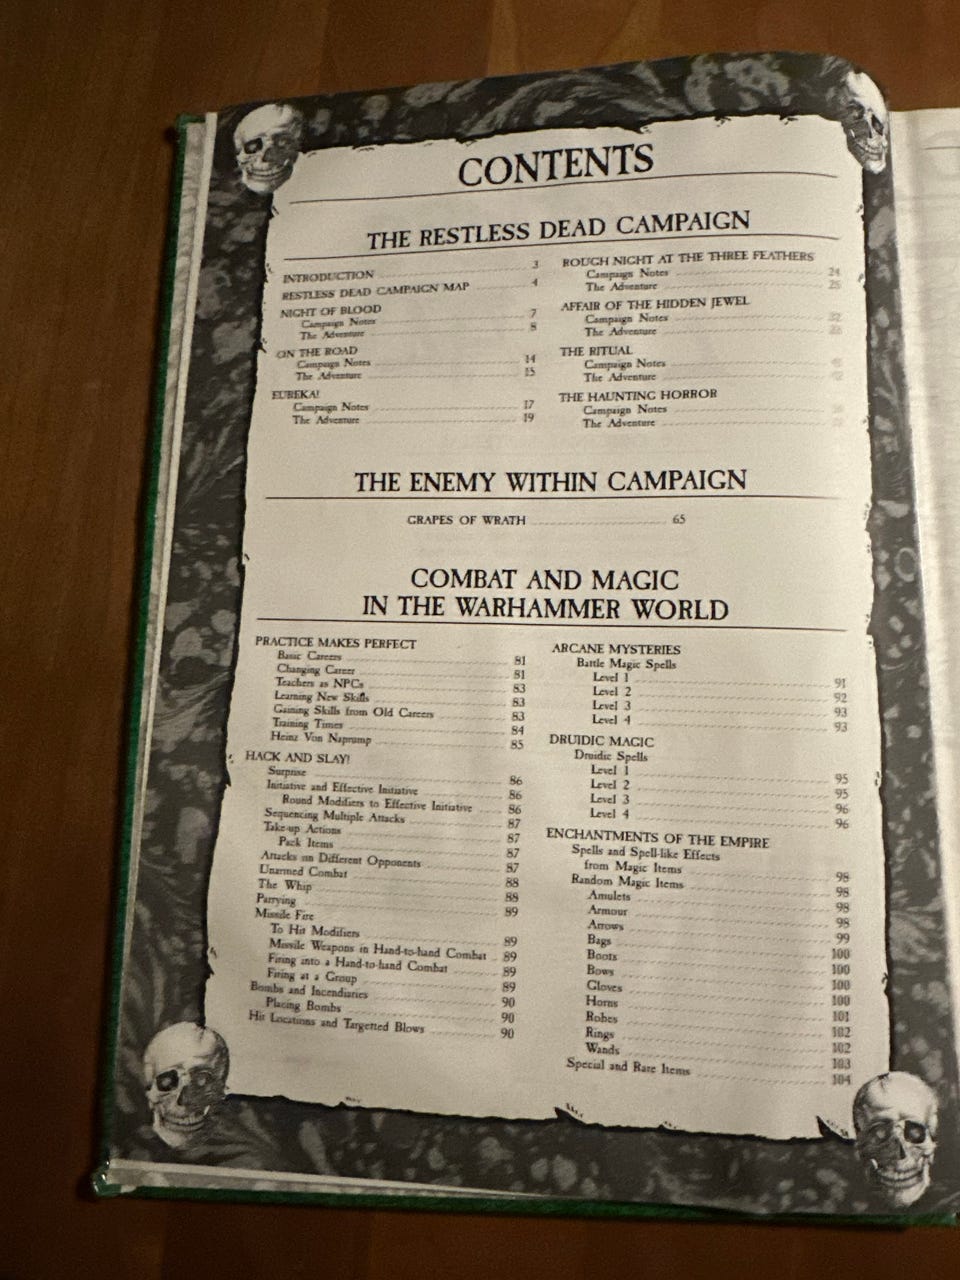 CONTENTS
THE RESTLESS DEAD CAMPAIGN
INTRODUCTION 3
RESTLESS DEAD CAMPAIGN MAP 4
NIGHT OF BLOOD
Campaign Notes 7
The Adventure 8
ON THE ROAD
Campaign Notes 14
The Adventure 15
EUREKA!
Campaign Notes 17
The Adventure 19
ROUGH NIGHT AT THE THREE FEATHERS
Campaign Notes 24
The Adventure 25
AFFAIR OF THE HIDDEN JEWEL
Campaign Notes
The Adventure
THE RITUAL
Campaign Notes
The Adventure
THE HAUNTING HORROR
Campaign Notes
The Adventure
THE ENEMY WITHIN CAMPAIGN
GRAPES OF WRATH 65
COMBAT AND MAGIC
IN THE WARHAMMER WORLD
PRACTICE MAKES PERFECT
Basic Careers 81
Changing Career 81
Teachers as NPCs 83
Learning New Skills 83
Gaining Skills from Old Careers 83
Training Times 84
Heinz Von Naprump 85
HACK AND SLAY!
Surprise 86
Initiative and Effective Initiative 86
Round Modifiers to Effective Initiative 86
Sequencing Multiple Attacks 87
Take-up Actions 87
Pack Items 87
Attacks on Different Opponents 87
Unarmed Combat 88
The Whip 88
Parrying 89
Missile Fire
To Hit Modifiers 89
Missile Weapons in Hand-to-hand Combat 89
Firing into a Hand-to-hand Combat 89
Firing at a Group 89
Bombs and Incendiaries 90
Placing Bombs 90
Hit Locations and Targetted Blows 90
ARCANE MYSTERIES
Battle Magic Spells
Level 1 91
Level 2 92
Level 3 93
Level 4 93
DRUIDIC MAGIC
Druidic Spells
Level 1 95
Level 2 95
Level 3 96
Level 4 96
ENCHANTMENTS OF THE EMPIRE
Spells and Spell-like Effects
from Magic Items 98
Random Magic Items 98
Amulets 98
Armour 98
Arrows 99
Bags 100
Boots 100
Bows 100
Gloves 100
Horns 101
Robes 102
Rings 102
Wands 103
Special and Rare Items 104